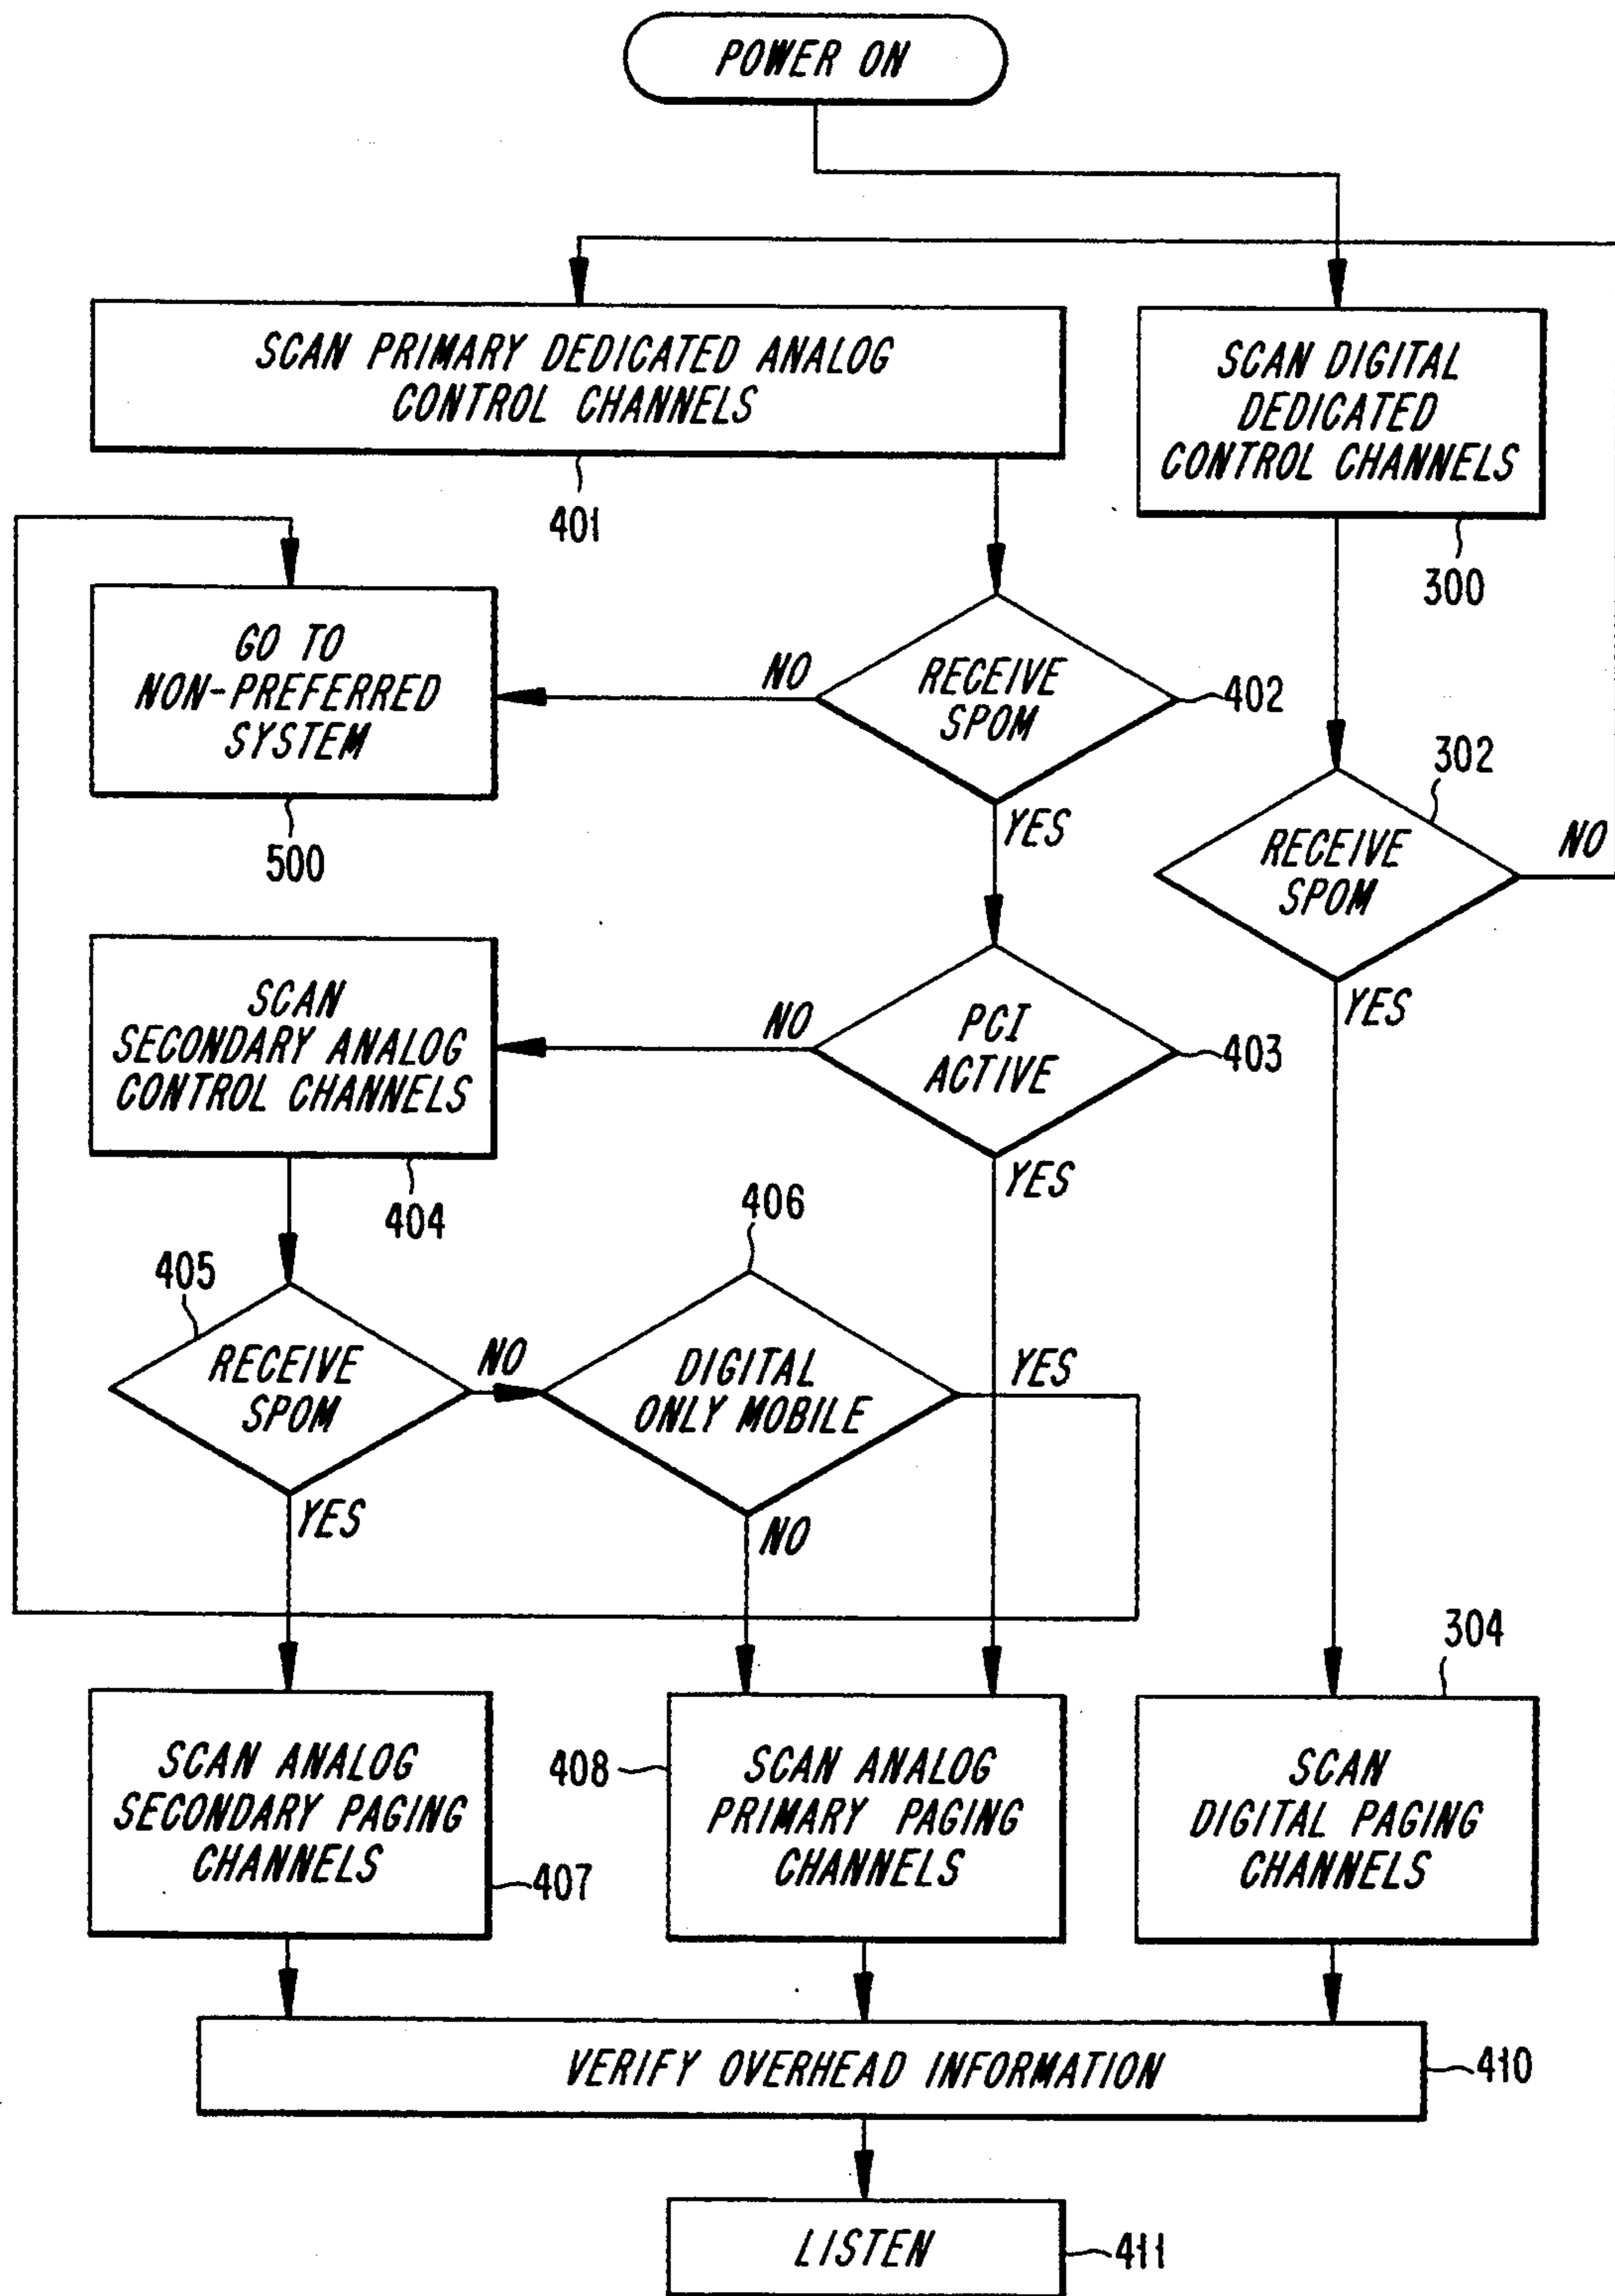 POWER ON
SCAN PRIMARY DEDICATED ANALOG
CONTROL CHANNELS
401
SCAN DIGITAL
DEDICATED
CONTROL CHANNELS
300
GO TO
NON-PREFERRED
SYSTEM
500
NO
RECEIVE
SPOM
402
YES
302
RECEIVE
SPOM
NO
YES
SCAN
SECONDARY ANALOG
CONTROL CHANNELS
404
NO
PCI
ACTIVE
403
YES
405
RECEIVE
SPOM
NO
YES
406
DIGITAL
ONLY MOBILE
YES
NO
SCAN ANALOG
SECONDARY PAGING
CHANNELS
407
408
SCAN ANALOG
PRIMARY PAGING
CHANNELS
304
SCAN
DIGITAL PAGING
CHANNELS
VERIFY OVERHEAD INFORMATION
410
LISTEN
411